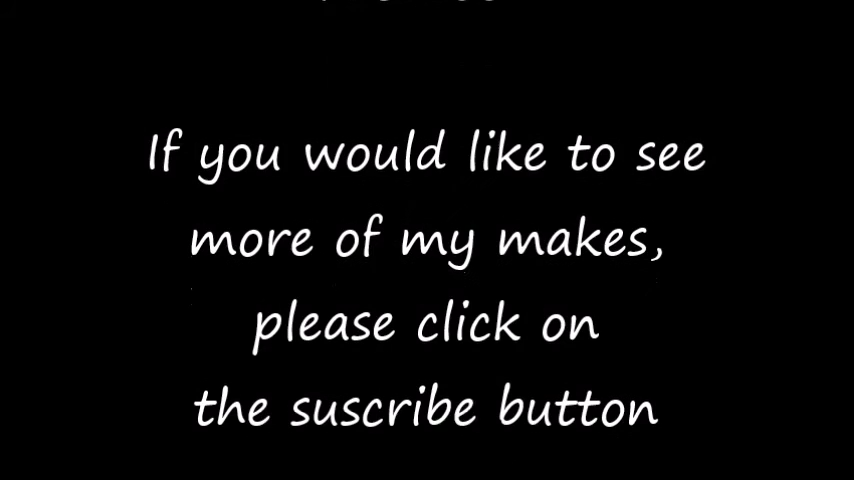 If you would like to see
more of my makes,
please click on
the suscribe button